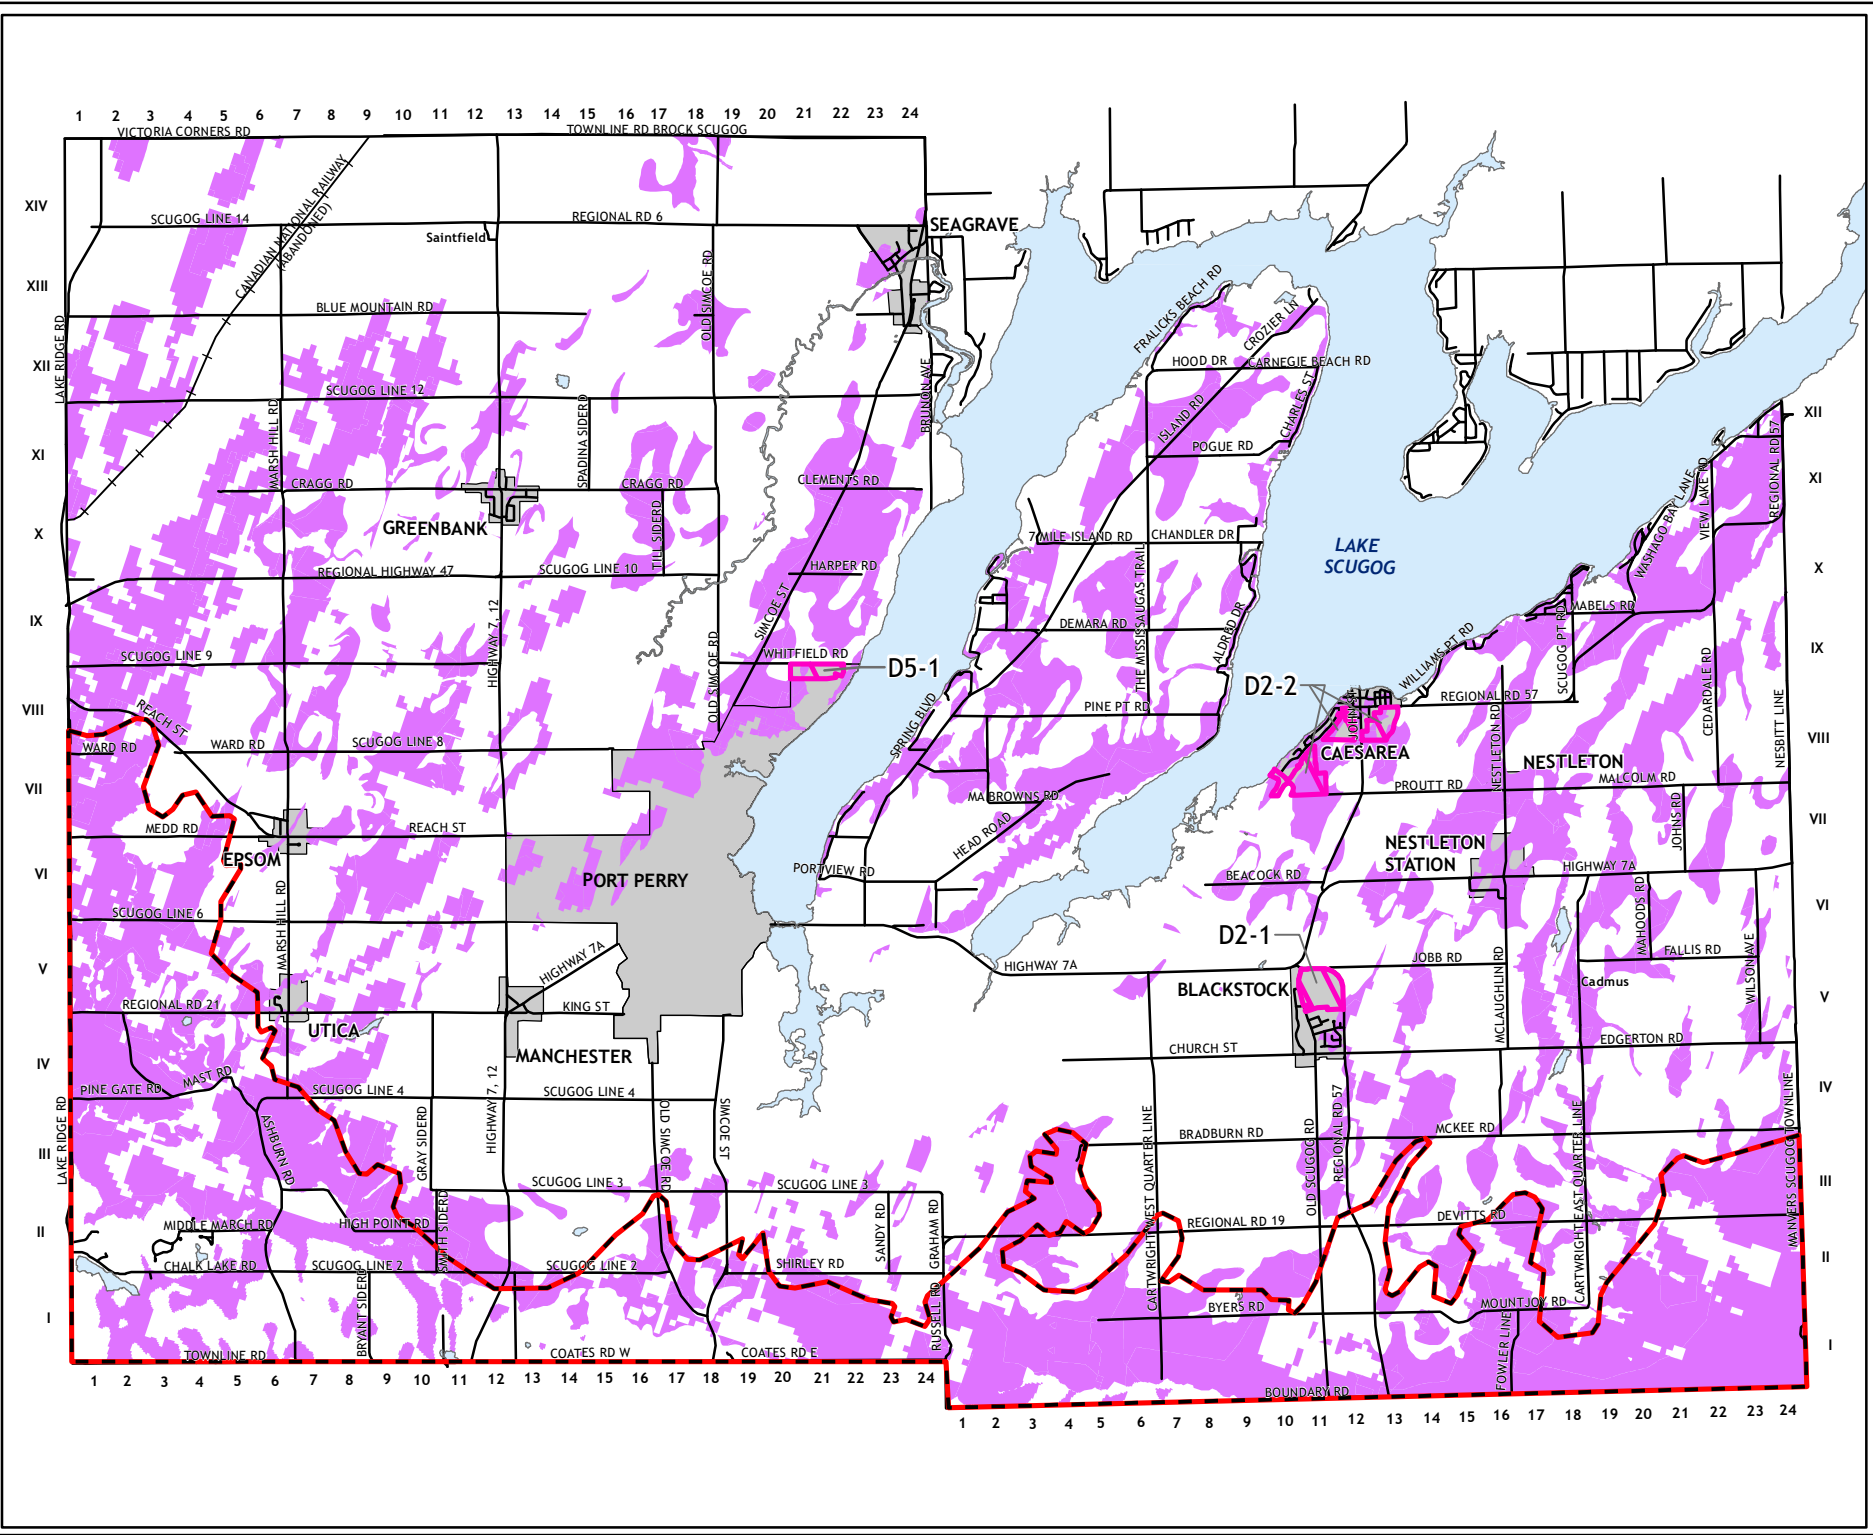 1 2 3 4 5 6 7 8 9 10 11 12 13 14 15 16 17 18 19 20 21 22 23 24
VICTORIA CORNERS RD
TOWNLINE RD BROCK SCUGOG
CANADIAN NATIONAL RAILWAY
(ABANDONED)
XIV
SCUGOG LINE 14
REGIONAL RD 6
Saintfield
SEAGRAVE
XIII
BLUE MOUNTAIN RD
OLD SIMCOE RD
FRALICKS BEACH RD
CROZIER LN
LAKE RIDGE RD
XII
HOOD DR
CARNEGIE BEACH RD
SCUGOG LINE 12
BRUNON AVE
CHARLES ST
ISLAND RD
XII
MARSH HILL RD
SPADINA SIDERD
POGUE RD
REGIONAL RD 57
XI
CRAGG RD
CRAGG RD
CLEMENTS RD
VIEW LAKE RD
XI
GREENBANK
TILL SIDERD
WASHAGO BAY LANE
X
7 MILE ISLAND RD
CHANDLER DR
LAKE
SCUGOG
REGIONAL HIGHWAY 47
SCUGOG LINE 10
HARPER RD
X
SIMCOE ST
THE MISSISSAUGAS TRAIL
MABELS RD
IX
HIGHWAY 7, 12
DEMARA RD
ALDRED DR
SCUGOG PT RD
WILLIAMS PT RD
IX
SCUGOG LINE 9
OLD SIMCOE RD
WHITFIELD RD
D5-1
D2-2
CEDARDALE RD
NESBITT LINE
REGIONAL RD 57
VIII
REACH ST
PINE PT RD
SPRING BLVD
JOHN ST
NESTLETON RD
WARD RD
WARD RD
SCUGOG LINE 8
CAESAREA
NESTLETON
VIII
VII
MA BROWNS RD
PROUTT RD
MALCOLM RD
MEDD RD
REACH ST
HEAD ROAD
JOHNS RD
VII
EPSOM
NESTLETON
STATION
VI
PORT PERRY
PORTVIEW RD
BEACOCK RD
HIGHWAY 7A
SCUGOG LINE 6
MARSH HILL RD
MAHOODS RD
VI
D2-1
V
HIGHWAY 7A
HIGHWAY 7A
JOBB RD
FALLIS RD
MCLAUGHLIN RD
WILSON AVE
Cadmus
V
REGIONAL RD 21
KING ST
BLACKSTOCK
UTICA
MANCHESTER
CHURCH ST
EDGERTON RD
IV
PINE GATE RD
MAST RD
SCUGOG LINE 4
SCUGOG LINE 4
HIGHWAY 7, 12
IV
LAKE RIDGE RD
ASHBURN RD
GRAY SIDERD
OLD SIMCOE RD
SIMCOE ST
CARTWRIGHT WEST QUARTER LINE
BRADBURN RD
OLD SCUGOG RD
REGIONAL RD 57
MCKEE RD
CARTWRIGHT EAST QUARTER LINE
MANVERS SCUGOG TOWNLINE
III
SCUGOG LINE 3
SCUGOG LINE 3
III
II
MIDDLE MARCH RD
HIGH POINT RD
SMITH SIDERD
SANDY RD
GRAHAM RD
REGIONAL RD 19
DEVITTS RD
CHALK LAKE RD
SCUGOG LINE 2
SCUGOG LINE 2
SHIRLEY RD
II
I
BRYANT SIDERD
RUSSELL RD
BYERS RD
MOUNTJOY RD
FOWLER LINE
I
TOWNLINE RD
COATES RD W
COATES RD E
BOUNDARY RD
1 2 3 4 5 6 7 8 9 10 11 12 13 14 15 16 17 18 19 20 21 22 23 24
1 2 3 4 5 6 7 8 9 10 11 12 13 14 15 16 17 18 19 20 21 22 23 24